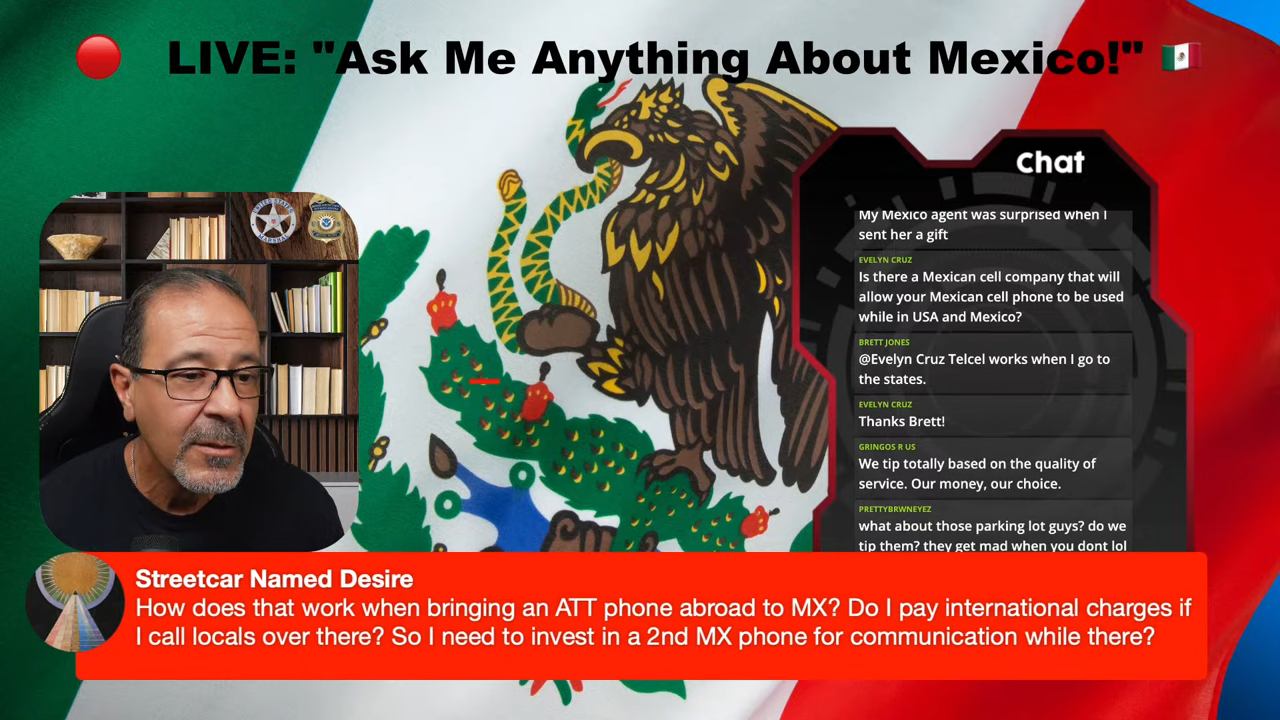 LIVE: "Ask Me Anything About Mexico!"
Chat
My Mexico agent was surprised when I
sent her a gift
EVELYN CRUZ
Is there a Mexican cell company that will
allow your Mexican cell phone to be used
while in USA and Mexico?
BRETT JONES
@Evelyn Cruz Telcel works when I go to
the states.
EVELYN CRUZ
Thanks Brett!
GRINGOS R US
We tip totally based on the quality of
service. Our money, our choice.
PRETTYBRWNEYEZ
what about those parking lot guys? do we
tip them? they get mad when you dont lol
Streetcar Named Desire
How does that work when bringing an ATT phone abroad to MX? Do I pay international charges if
I call locals over there? So I need to invest in a 2nd MX phone for communication while there?